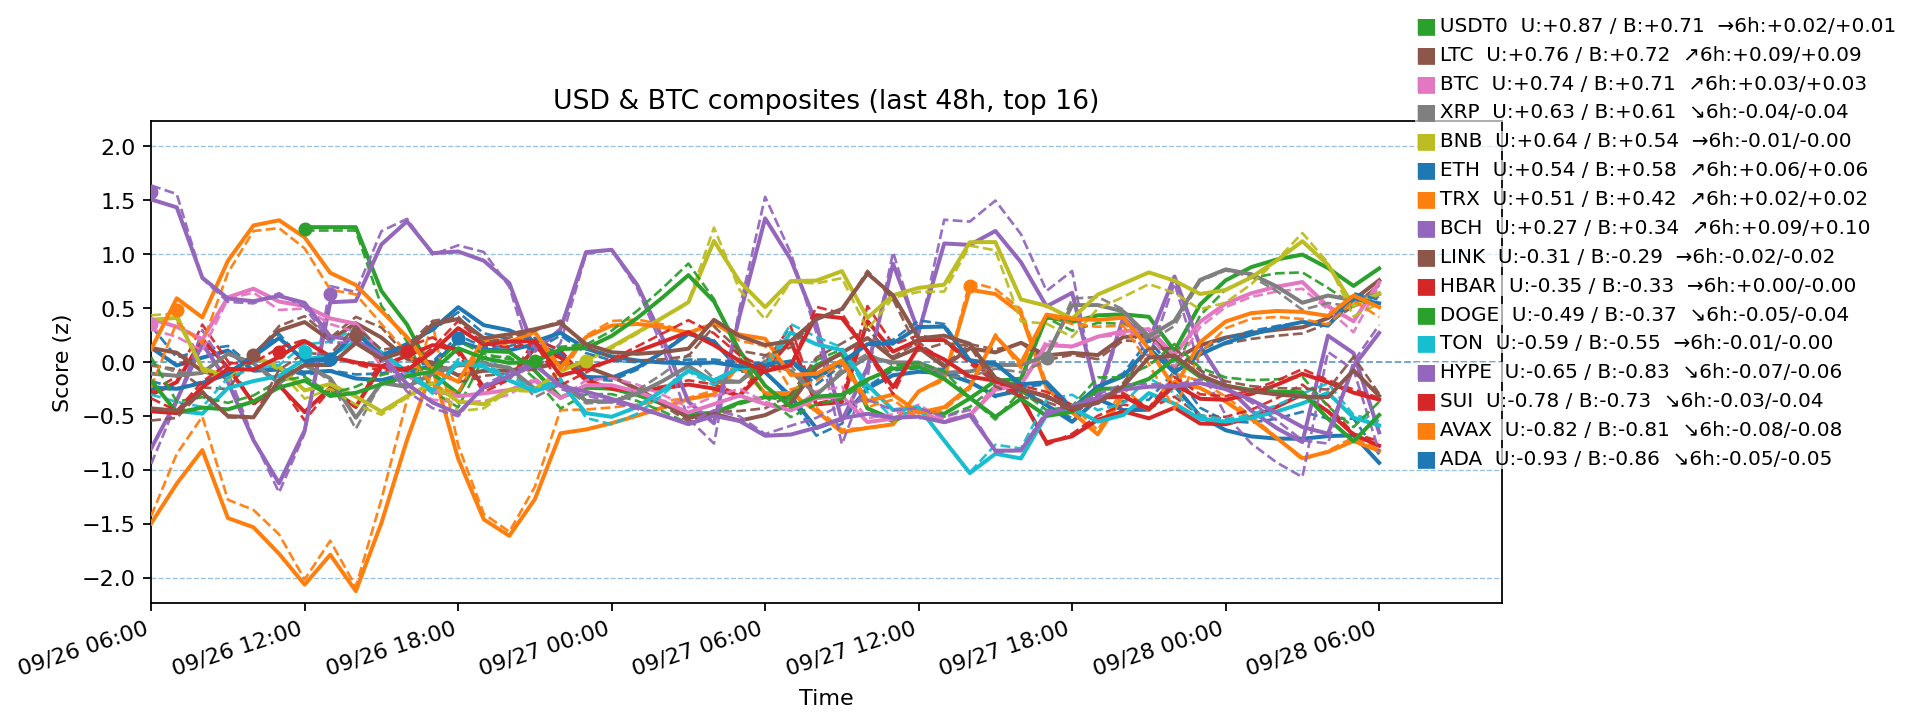 USDT0 U:+0.87 / B:+0.71 →6h:+0.02/+0.01
LTC U:+0.76 / B:+0.72 ↗6h:+0.09/+0.09
BTC U:+0.74 / B:+0.71 ↗6h:+0.03/+0.03
XRP U:+0.63 / B:+0.61 ↘6h:-0.04/-0.04
BNB U:+0.64 / B:+0.54 →6h:-0.01/-0.00
ETH U:+0.54 / B:+0.58 ↗6h:+0.06/+0.06
TRX U:+0.51 / B:+0.42 ↗6h:+0.02/+0.02
BCH U:+0.27 / B:+0.34 ↗6h:+0.09/+0.10
LINK U:-0.31 / B:-0.29 →6h:-0.02/-0.02
HBAR U:-0.35 / B:-0.33 →6h:+0.00/-0.00
DOGE U:-0.49 / B:-0.37 ↘6h:-0.05/-0.04
TON U:-0.59 / B:-0.55 →6h:-0.01/-0.00
HYPE U:-0.65 / B:-0.83 ↘6h:-0.07/-0.06
SUI U:-0.78 / B:-0.73 ↘6h:-0.03/-0.04
AVAX U:-0.82 / B:-0.81 ↘6h:-0.08/-0.08
ADA U:-0.93 / B:-0.86 ↘6h:-0.05/-0.05
USD & BTC composites (last 48h, top 16)
Score (z)
2.0
1.5
1.0
0.5
0.0
−0.5
−1.0
−1.5
−2.0
09/26 06:00
09/26 12:00
09/26 18:00
09/27 00:00
09/27 06:00
09/27 12:00
09/27 18:00
09/28 00:00
09/28 06:00
Time